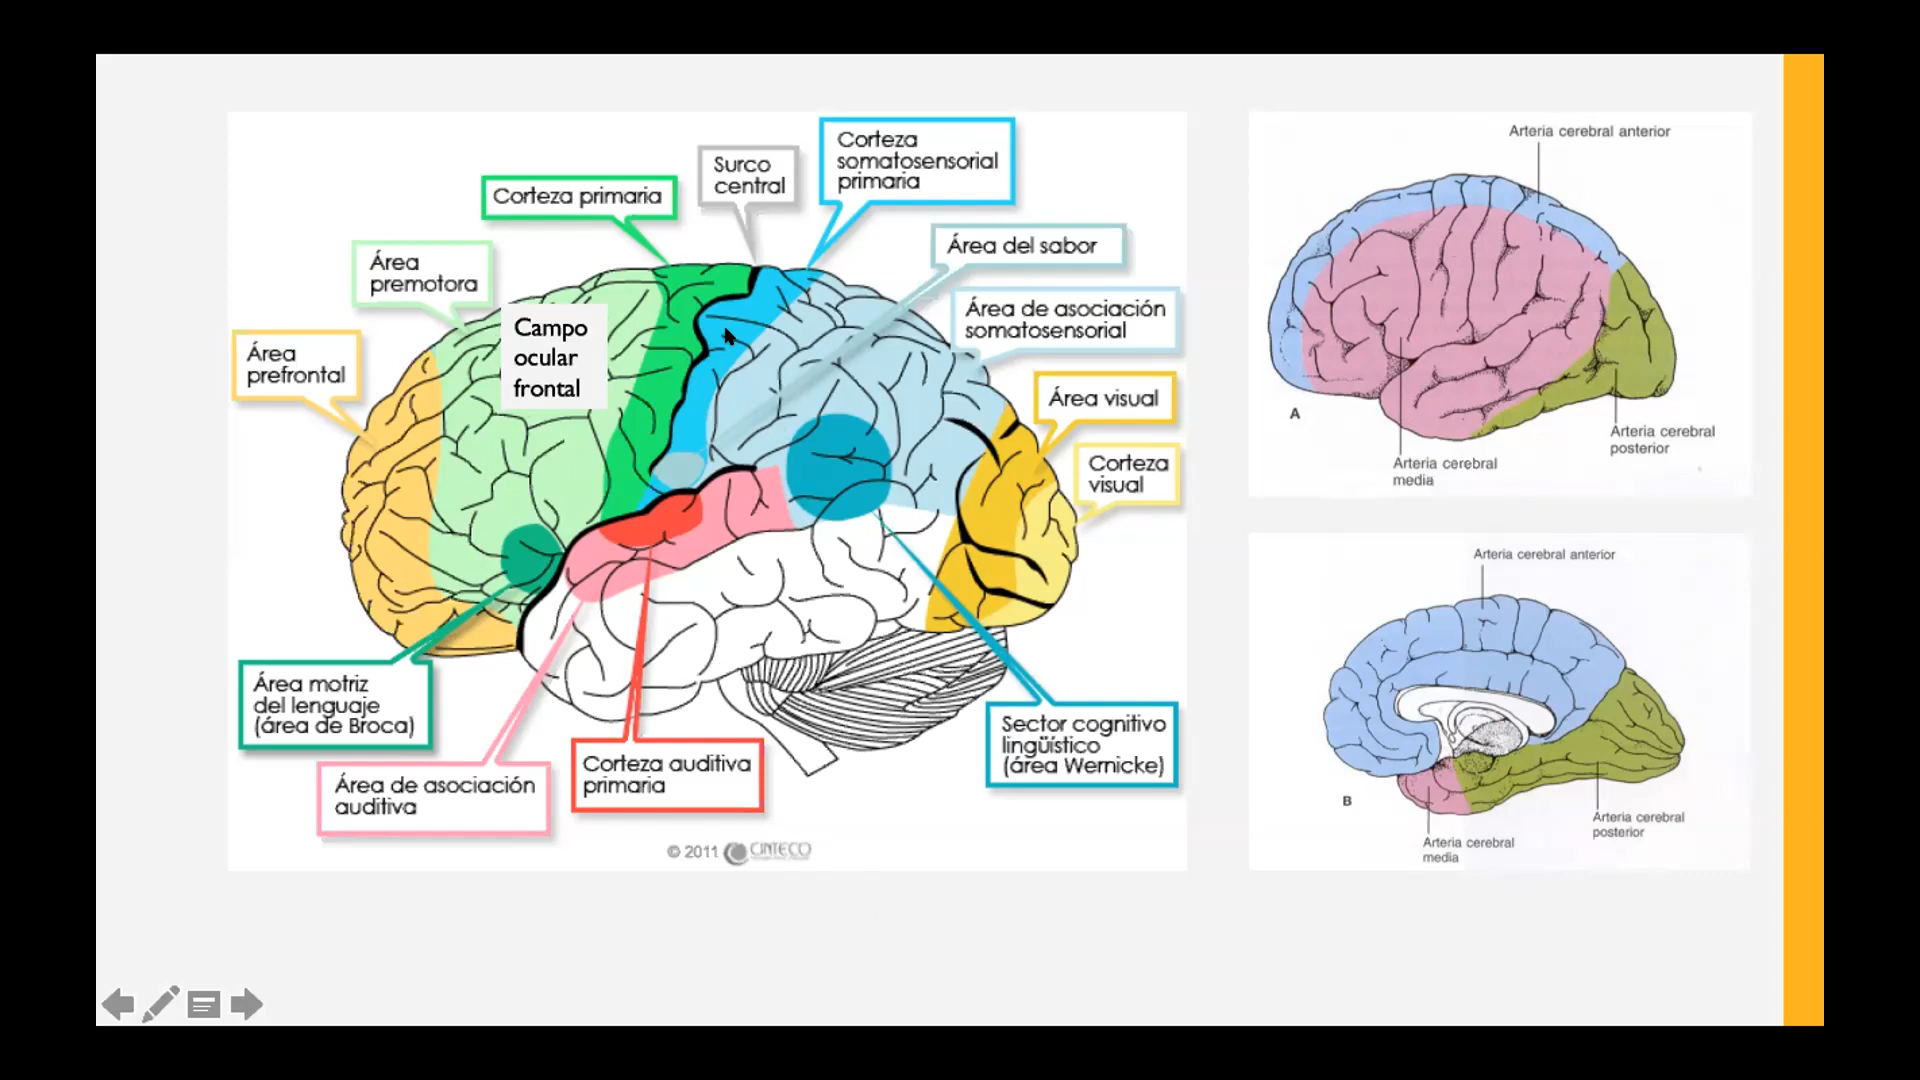 Corteza
somatosensorial
primaria
Surco
central
Corteza primaria
Área del sabor
Área
premotora
Área de asociación
somatosensorial
Campo
ocular
frontal
Área
prefrontal
Área visual
Corteza
visual
Área motriz
del lenguaje
(área de Broca)
Sector cognitivo
lingüístico
(área Wernicke)
Corteza auditiva
primaria
Área de asociación
auditiva
© 2011 CINTECO
Arteria cerebral anterior
A
Arteria cerebral
posterior
Arteria cerebral
media
Arteria cerebral anterior
B
Arteria cerebral
posterior
Arteria cerebral
media